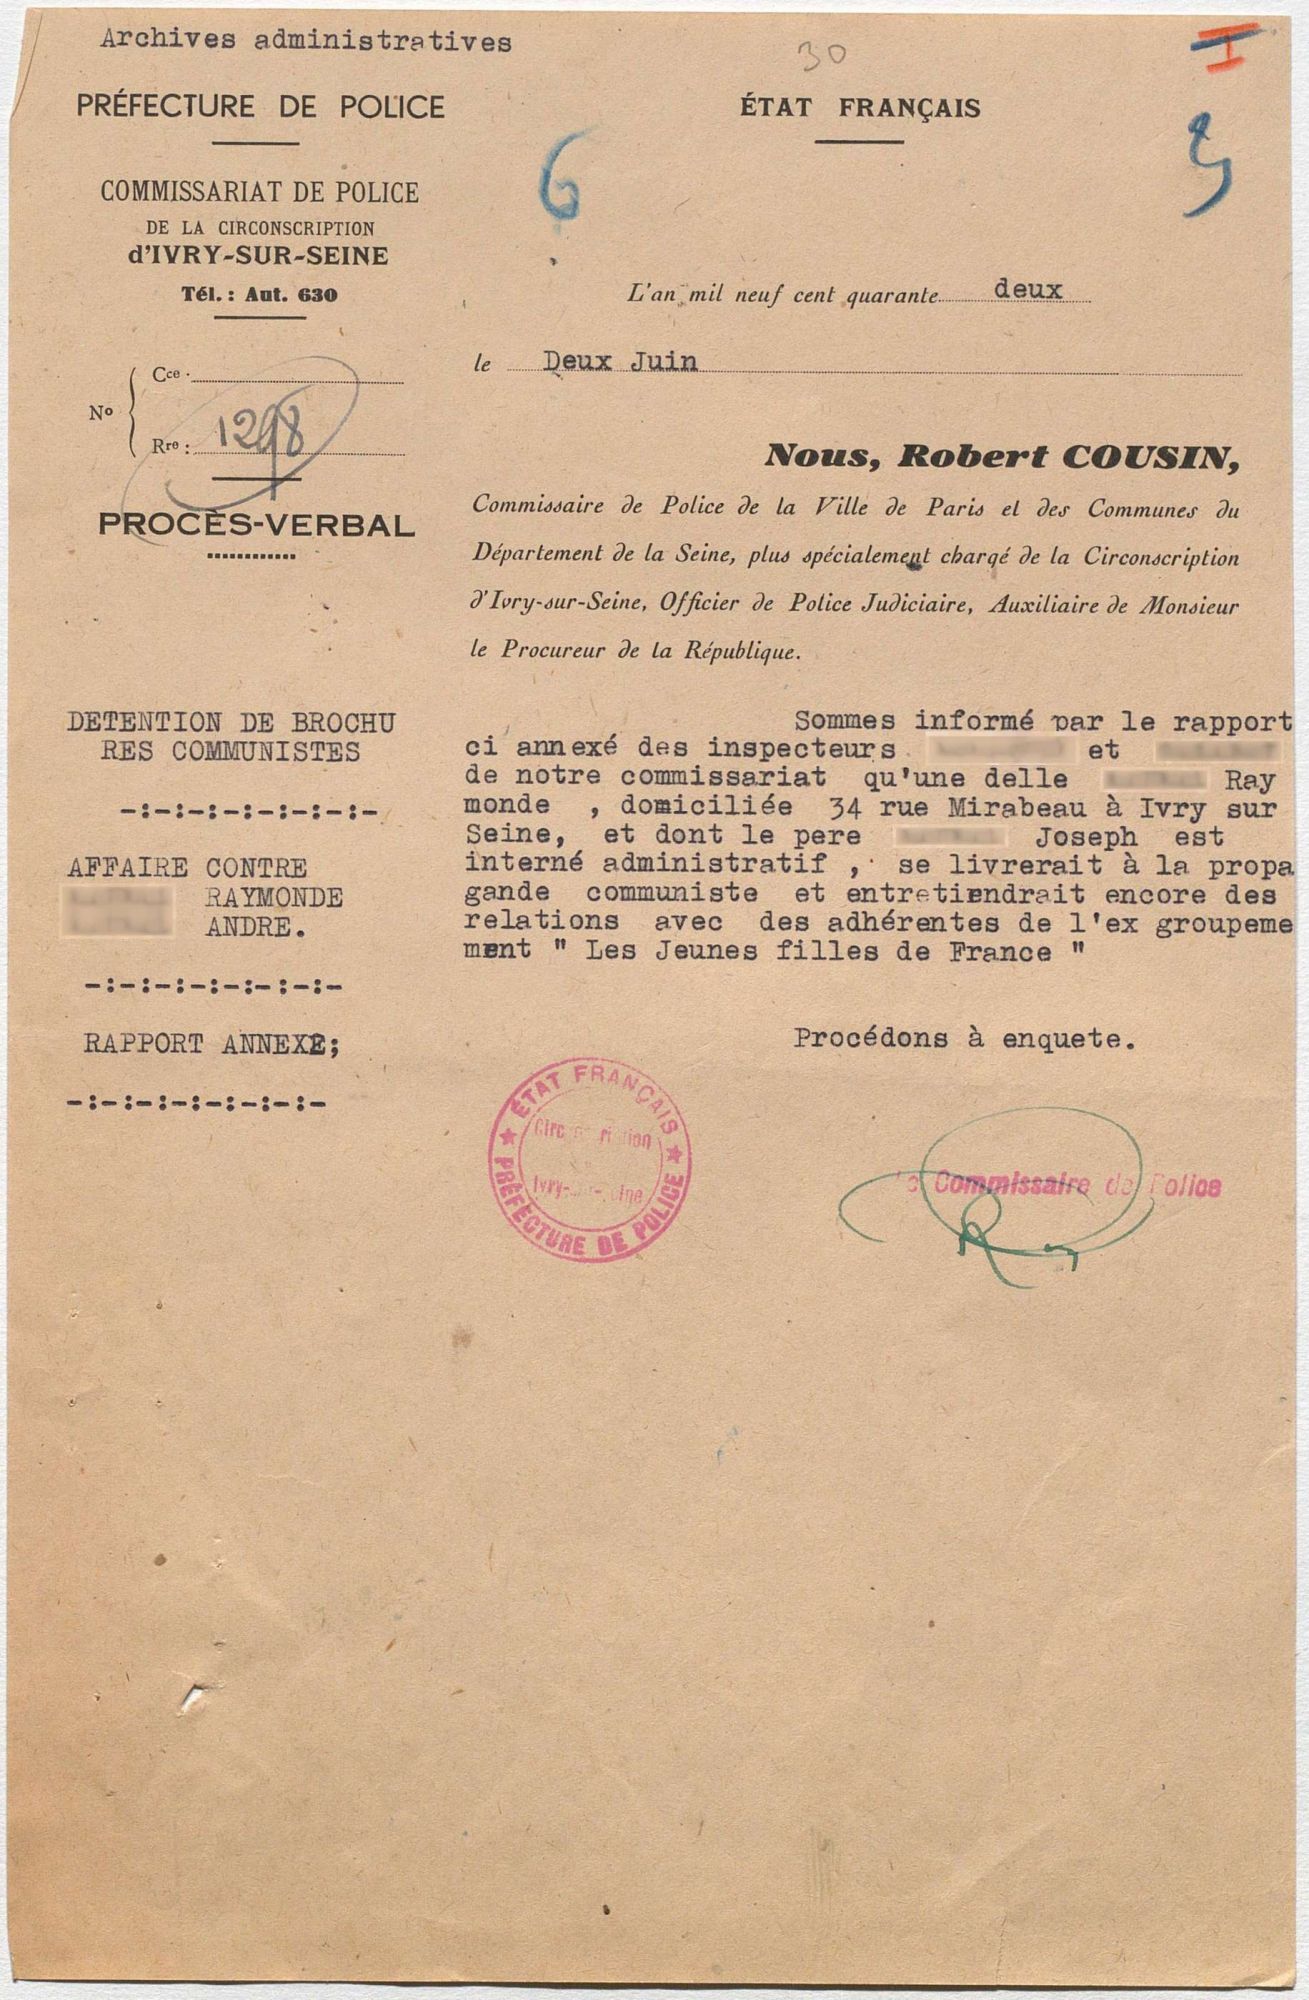 Archives administratives
30
I
PRÉFECTURE DE POLICE
ÉTAT FRANÇAIS
6
COMMISSARIAT DE POLICE
DE LA CIRCONSCRIPTION
d'IVRY-SUR-SEINE
Tél. : Aut. 630
L'an mil neuf cent quarante deux
le Deux Juin
Cce.
No
Rre : 1298
PROCÈS-VERBAL
Nous, Robert COUSIN,
Commissaire de Police de la Ville de Paris et des Communes du
Département de la Seine, plus spécialement chargé de la Circonscription
d'Ivry-sur-Seine, Officier de Police Judiciaire, Auxiliaire de Monsieur
le Procureur de la République.
DETENTION DE BROCHU
RES COMMUNISTES
-:-:-:-:-:-:-:-
AFFAIRE CONTRE
RAYMONDE
ANDRE.
-:-:-:-:-:-:-:-
RAPPORT ANNEXE;
-:-:-:-:-:-:-:-
Sommes informé par le rapport
ci annexé des inspecteurs et
de notre commissariat qu'une delle Ray
monde , domiciliée 34 rue Mirabeau à Ivry sur
Seine, et dont le pere Joseph est
interné administratif , se livrerait à la propa
gande communiste et entretiendrait encore des
relations avec des adhérentes de l'ex groupeme
ment " Les Jeunes filles de France "
Procédons à enquete.
ÉTAT FRANÇAIS
PRÉFECTURE DE POLICE
Commissaire de Police